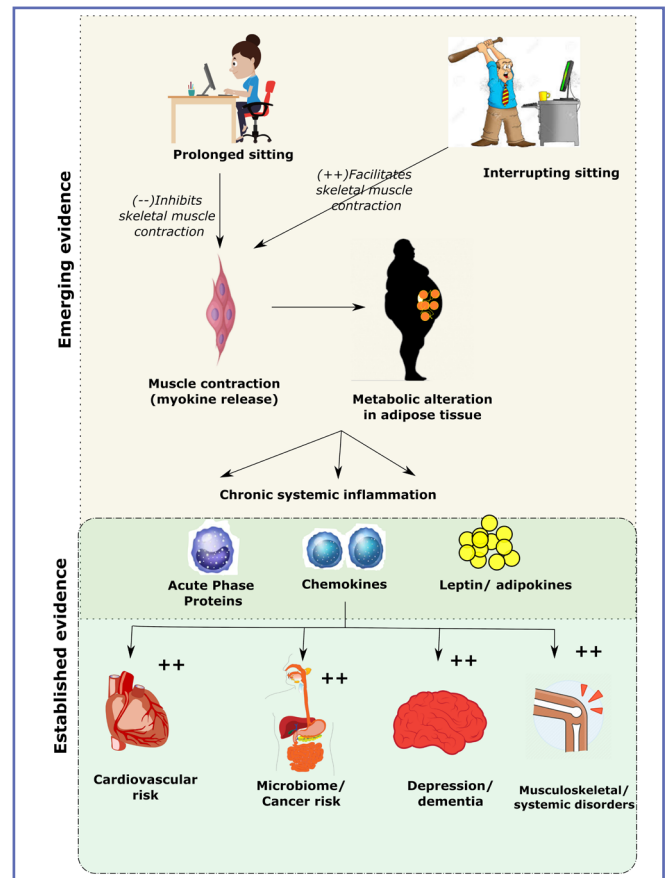 Emerging evidence
Prolonged sitting
Interrupting sitting
(--)Inhibits
skeletal muscle
contraction
(++)Facilitates
skeletal muscle
contraction
Muscle contraction
(myokine release)
Metabolic alteration
in adipose tissue
Chronic systemic inflammation
Established evidence
Acute Phase
Proteins
Chemokines
Leptin/ adipokines
++
++
++
++
Cardiovascular
risk
Microbiome/
Cancer risk
Depression/
dementia
Musculoskeletal/
systemic disorders